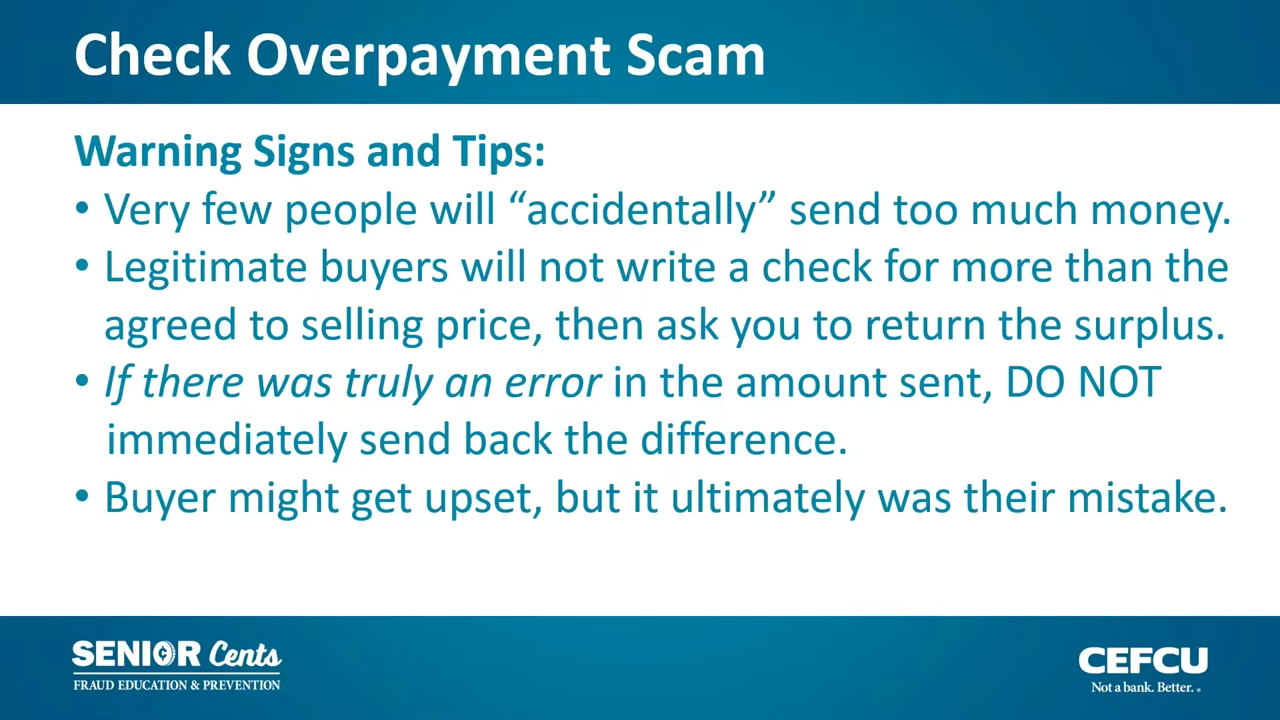 Check Overpayment Scam
Warning Signs and Tips:
• Very few people will “accidentally” send too much money.
• Legitimate buyers will not write a check for more than the
agreed to selling price, then ask you to return the surplus.
• If there was truly an error in the amount sent, DO NOT
immediately send back the difference.
• Buyer might get upset, but it ultimately was their mistake.
SENIOR Cents
FRAUD EDUCATION & PREVENTION
CEFCU
Not a bank. Better.®